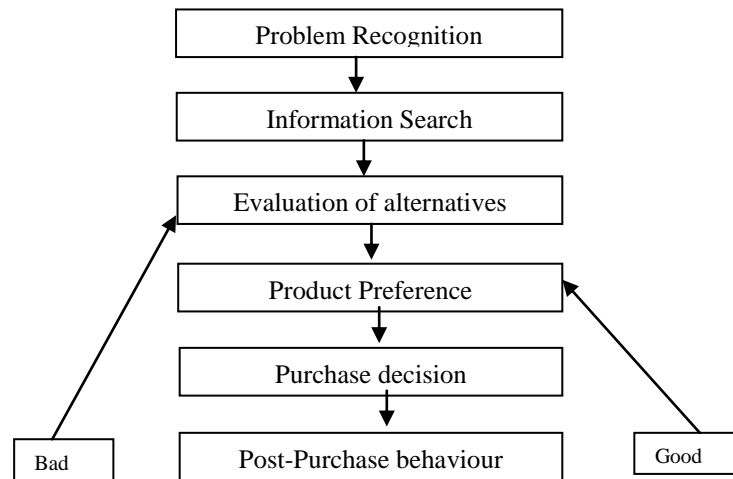 Problem Recognition
Information Search
Evaluation of alternatives
Product Preference
Purchase decision
Post-Purchase behaviour
Bad
Good